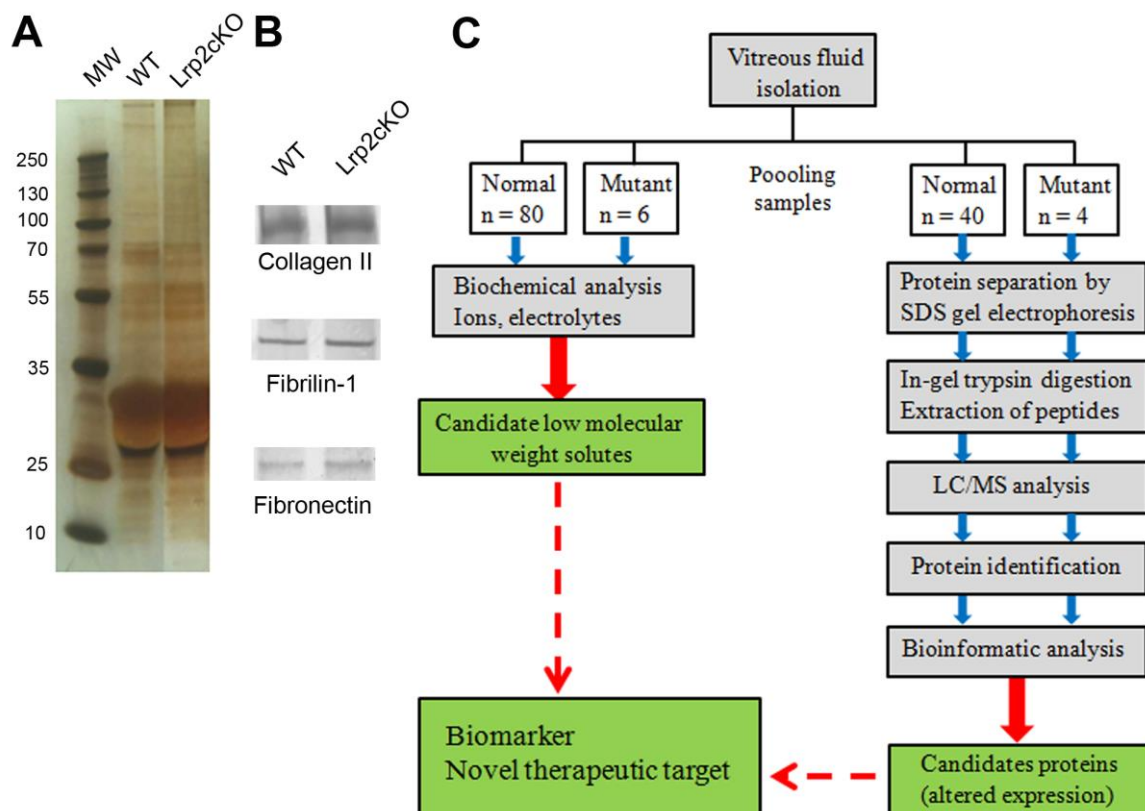 A
MW
WT
Lrp2cKO
250
130
100
70
55
35
25
10
B
WT
Lrp2cKO
Collagen II
Fibrilin-1
Fibronectin
C
Vitreous fluid
isolation
Normal
n = 80
Mutant
n = 6
Poooling
samples
Normal
n = 40
Mutant
n = 4
Biochemical analysis
Ions, electrolytes
Candidate low molecular
weight solutes
Protein separation by
SDS gel electrophoresis
In-gel trypsin digestion
Extraction of peptides
LC/MS analysis
Protein identification
Bioinformatic analysis
Candidates proteins
(altered expression)
Biomarker
Novel therapeutic target